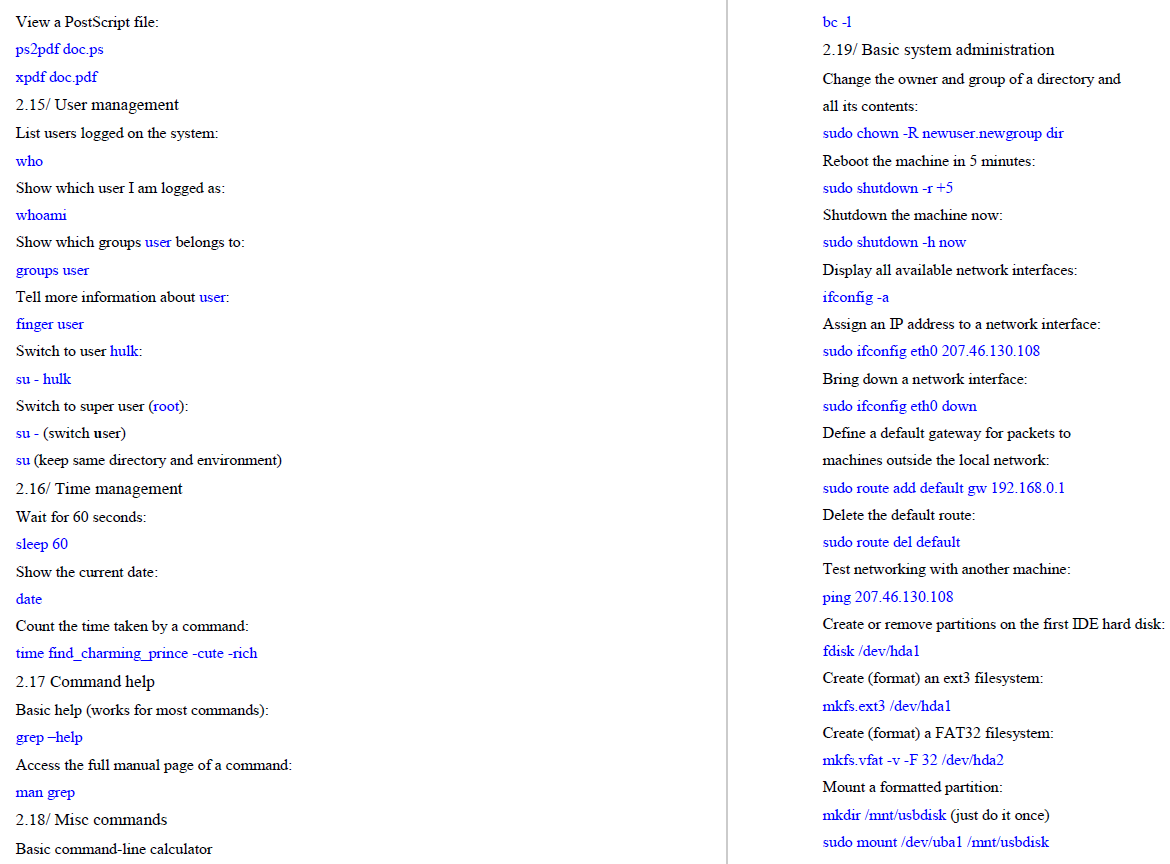 View a PostScript file:
ps2pdf doc.ps
xpdf doc.pdf
2.15/ User management
List users logged on the system:
who
Show which user I am logged as:
whoami
Show which groups user belongs to:
groups user
Tell more information about user:
finger user
Switch to user hulk:
su - hulk
Switch to super user (root):
su - (switch user)
su (keep same directory and environment)
2.16/ Time management
Wait for 60 seconds:
sleep 60
Show the current date:
date
Count the time taken by a command:
time find_charming_prince -cute -rich
2.17 Command help
Basic help (works for most commands):
grep –help
Access the full manual page of a command:
man grep
2.18/ Misc commands
Basic command-line calculator
bc -l
2.19/ Basic system administration
Change the owner and group of a directory and
all its contents:
sudo chown -R newuser.newgroup dir
Reboot the machine in 5 minutes:
sudo shutdown -r +5
Shutdown the machine now:
sudo shutdown -h now
Display all available network interfaces:
ifconfig -a
Assign an IP address to a network interface:
sudo ifconfig eth0 207.46.130.108
Bring down a network interface:
sudo ifconfig eth0 down
Define a default gateway for packets to
machines outside the local network:
sudo route add default gw 192.168.0.1
Delete the default route:
sudo route del default
Test networking with another machine:
ping 207.46.130.108
Create or remove partitions on the first IDE hard disk:
fdisk /dev/hda1
Create (format) an ext3 filesystem:
mkfs.ext3 /dev/hda1
Create (format) a FAT32 filesystem:
mkfs.vfat -v -F 32 /dev/hda2
Mount a formatted partition:
mkdir /mnt/usbdisk (just do it once)
sudo mount /dev/uba1 /mnt/usbdisk